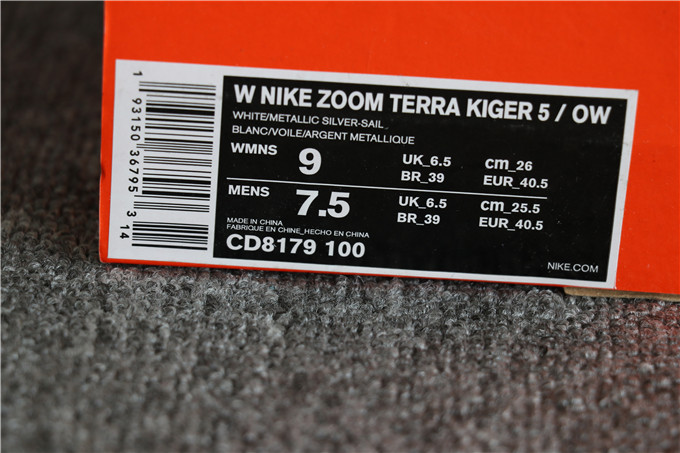 W NIKE ZOOM TERRA KIGER 5 / OW
WHITE/METALLIC SILVER-SAIL
BLANC/VOILE/ARGENT METALLIQUE
WMNS 9 UK_6.5 cm_26
BR_39 EUR_40.5
MENS 7.5 UK_6.5 cm_25.5
BR_39 EUR_40.5
MADE IN CHINA
FABRIQUE EN CHINE_HECHO EN CHINA
CD8179 100
NIKE.COM
1 93150 36795 3 14